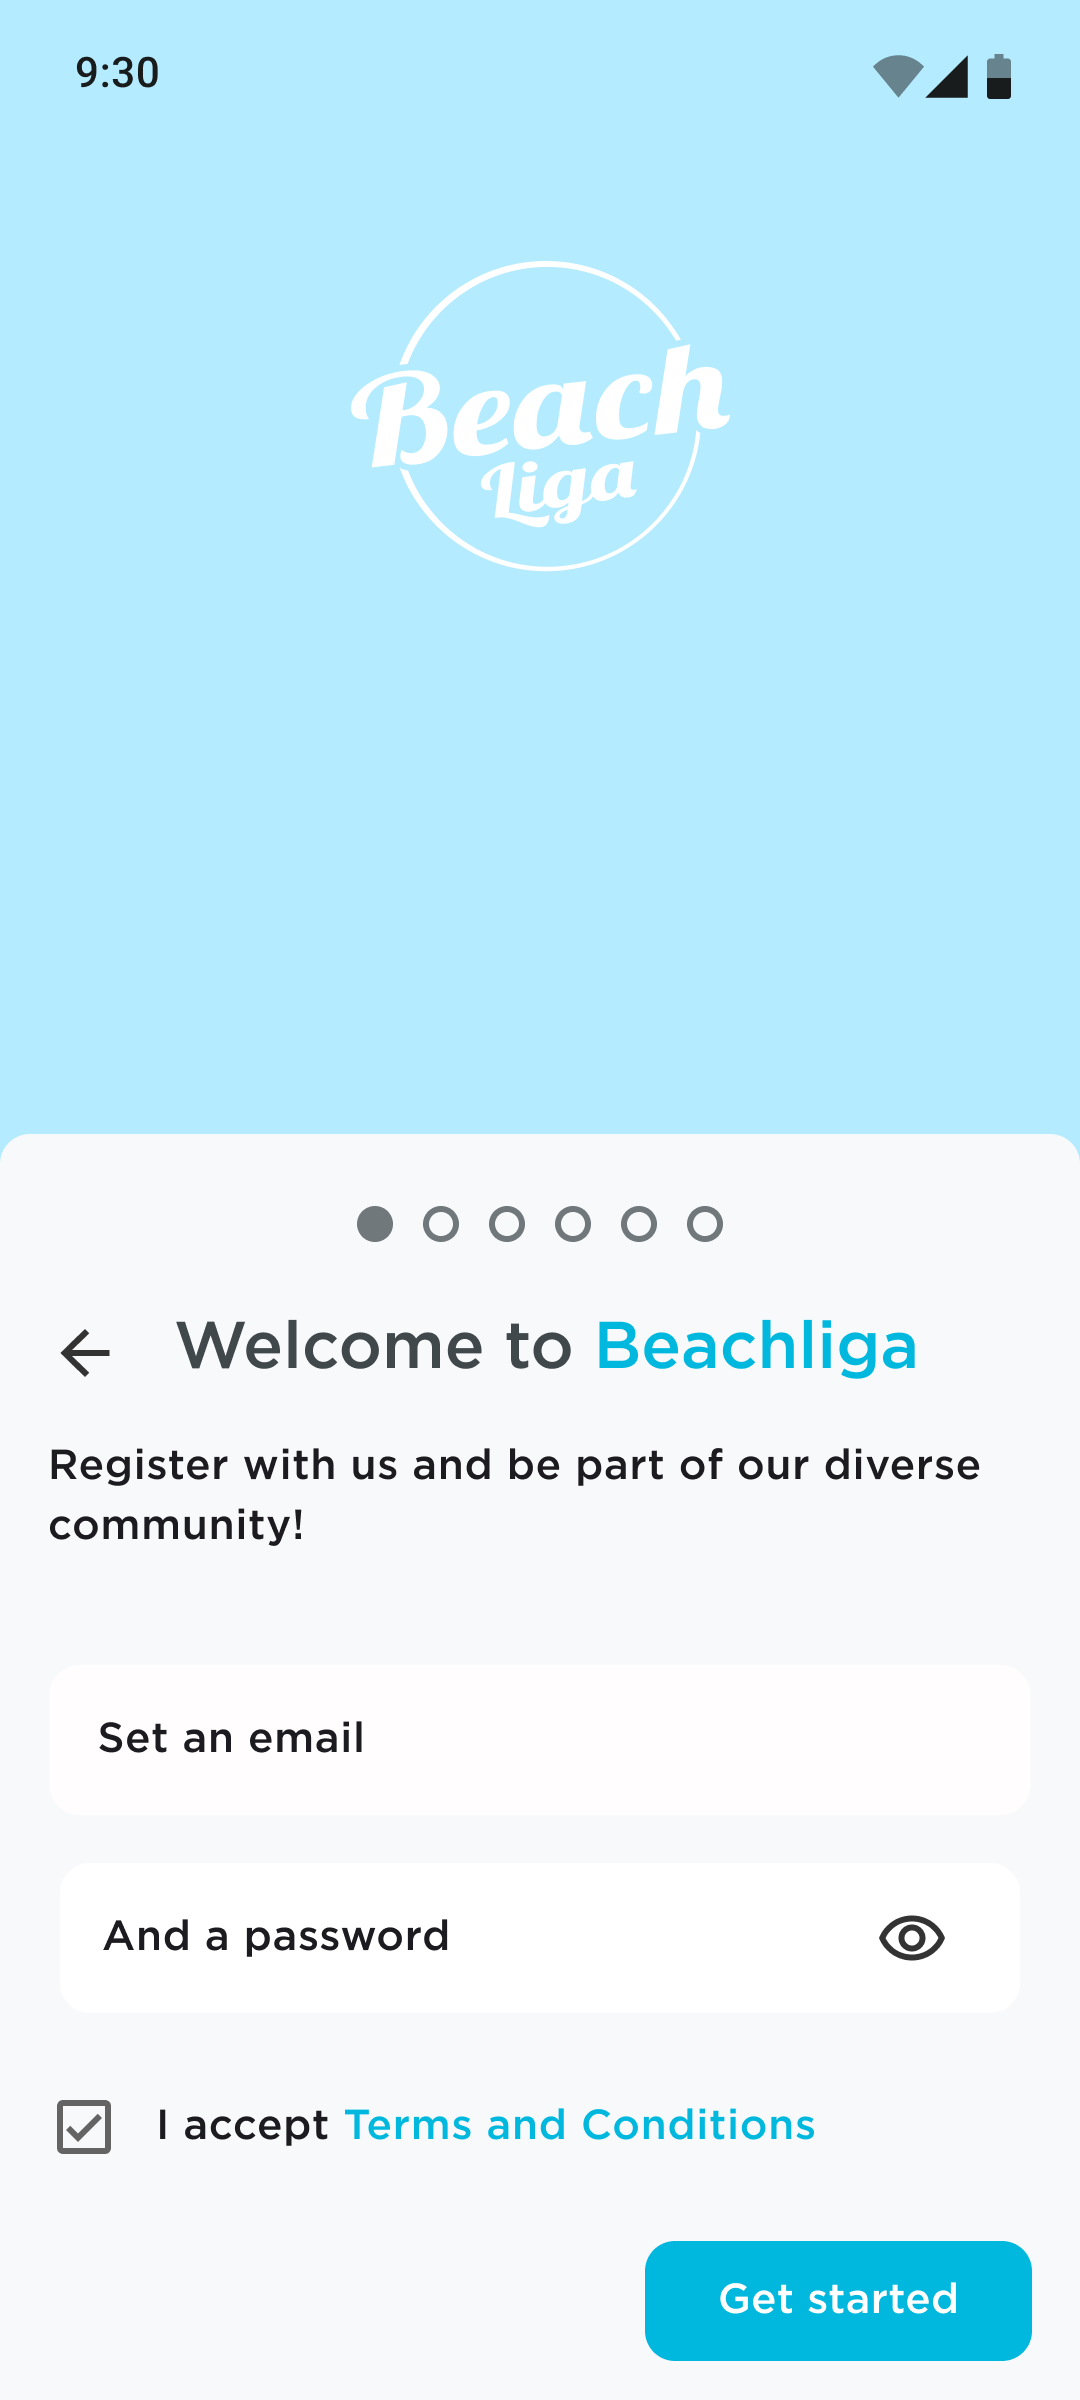 9:30
Beach
Liga
Welcome to Beachliga
Register with us and be part of our diverse
community!
Set an email
And a password
I accept Terms and Conditions
Get started